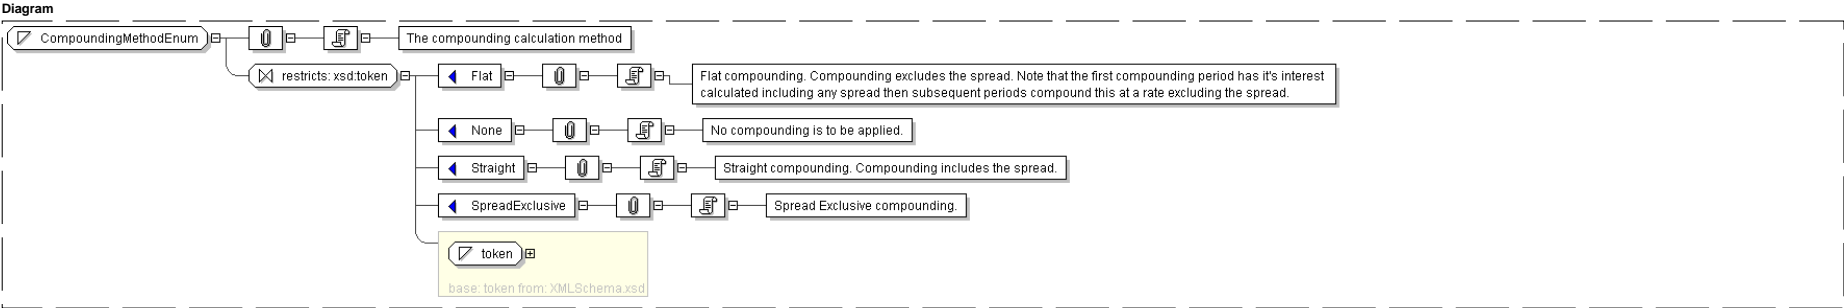 Diagram
CompoundingMethodEnum
The compounding calculation method
restricts: xsd:token
Flat
Flat compounding. Compounding excludes the spread. Note that the first compounding period has it's interest
calculated including any spread then subsequent periods compound this at a rate excluding the spread.
None
No compounding is to be applied.
Straight
Straight compounding. Compounding includes the spread.
SpreadExclusive
Spread Exclusive compounding.
token
base: token from: XMLSchema.xsd